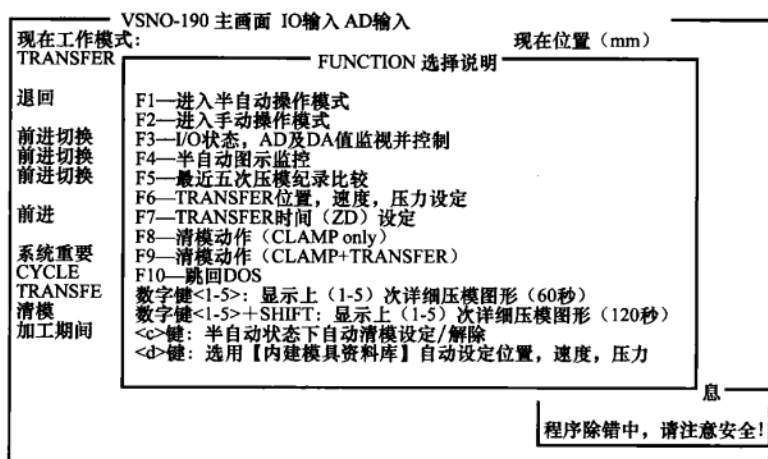 VSNO-190 主画面 IO输入 AD输入
现在工作模式:
现在位置（mm）
TRANSFER
FUNCTION 选择说明
退回
前进切换
前进切换
前进切换
前进
系统重要
CYCLE
TRANSFE
清模
加工期间
F1—进入半自动操作模式
F2—进入手动操作模式
F3—I/O状态，AD及DA值监视并控制
F4—半自动图示监控
F5—最近五次压模纪录比较
F6—TRANSFER位置，速度，压力设定
F7—TRANSFER时间（ZD）设定
F8—清模动作（CLAMP only）
F9—清模动作（CLAMP+TRANSFER）
F10—跳回DOS
数字键<1-5>：显示上（1-5）次详细压模图形（60秒）
数字键<1-5>＋SHIFT：显示上（1-5）次详细压模图形（120秒）
<c>键：半自动状态下自动清模设定/解除
<d>键：选用【内建模具资料库】自动设定位置，速度，压力
息
程序除错中，请注意安全!